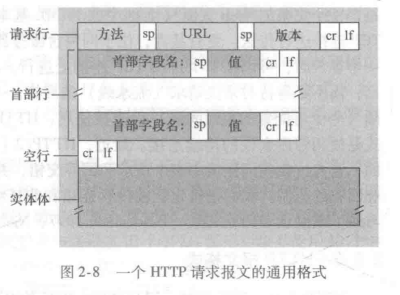 请求行 方法 sp URL sp 版本 cr lf
首部字段名: sp 值 cr lf
首部行
首部字段名: sp 值 cr lf
空行 cr lf
实体体
图 2-8 一个 HTTP 请求报文的通用格式